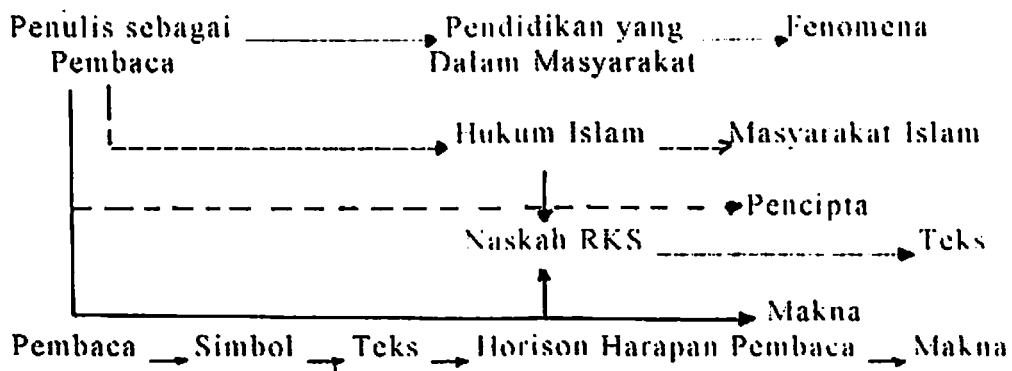 Penulis sebagai Pendidikan yang Fenomena
Pembaca Dalam Masyarakat
Hukum Islam Masyarakat Islam
Pencipta
Naskah RKS Teks
Makna
Pembaca Simbol Teks Horison Harapan Pembaca Makna